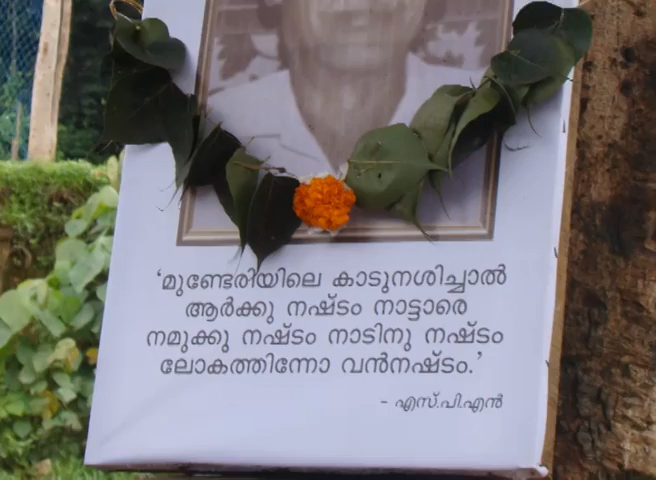 ‘മുണ്ടേരിയിലെ കാടുനശിച്ചാൽ
ആർക്കു നഷ്ടം നാട്ടാരെ
നമുക്കു നഷ്ടം നാടിനു നഷ്ടം
ലോകത്തിന്നോ വൻനഷ്ടം.’
- എസ്.പി.എൻ